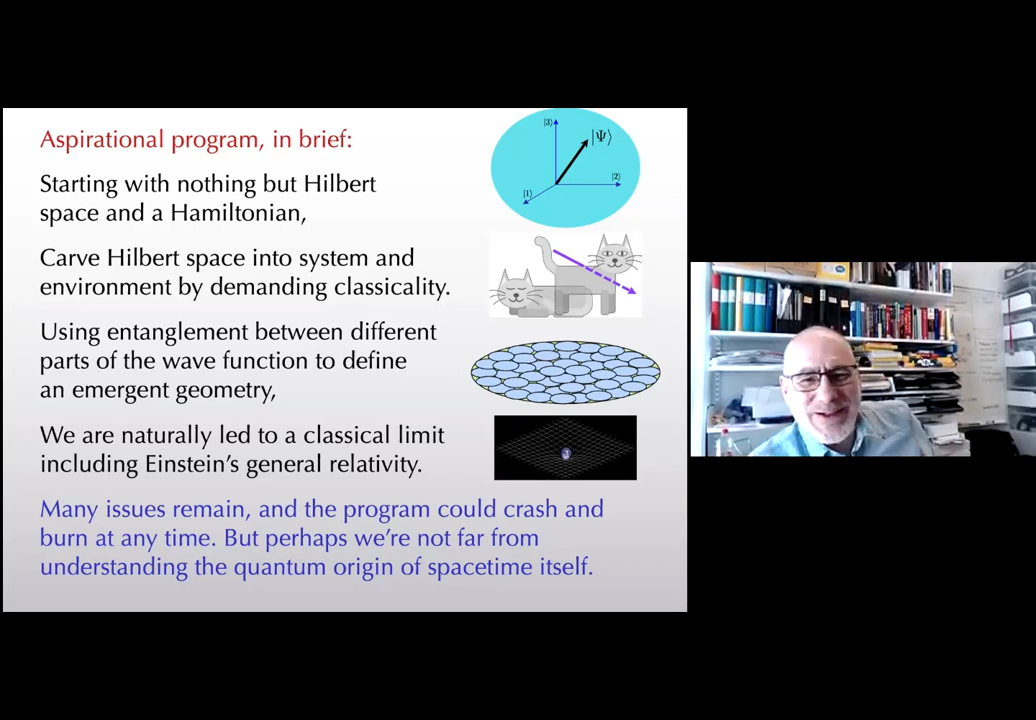 Aspirational program, in brief:
Starting with nothing but Hilbert
space and a Hamiltonian,
Carve Hilbert space into system and
environment by demanding classicality.
Using entanglement between different
parts of the wave function to define
an emergent geometry,
We are naturally led to a classical limit
including Einstein's general relativity.
Many issues remain, and the program could crash and
burn at any time. But perhaps we're not far from
understanding the quantum origin of spacetime itself.
|3⟩
|Ψ⟩
|2⟩
|1⟩